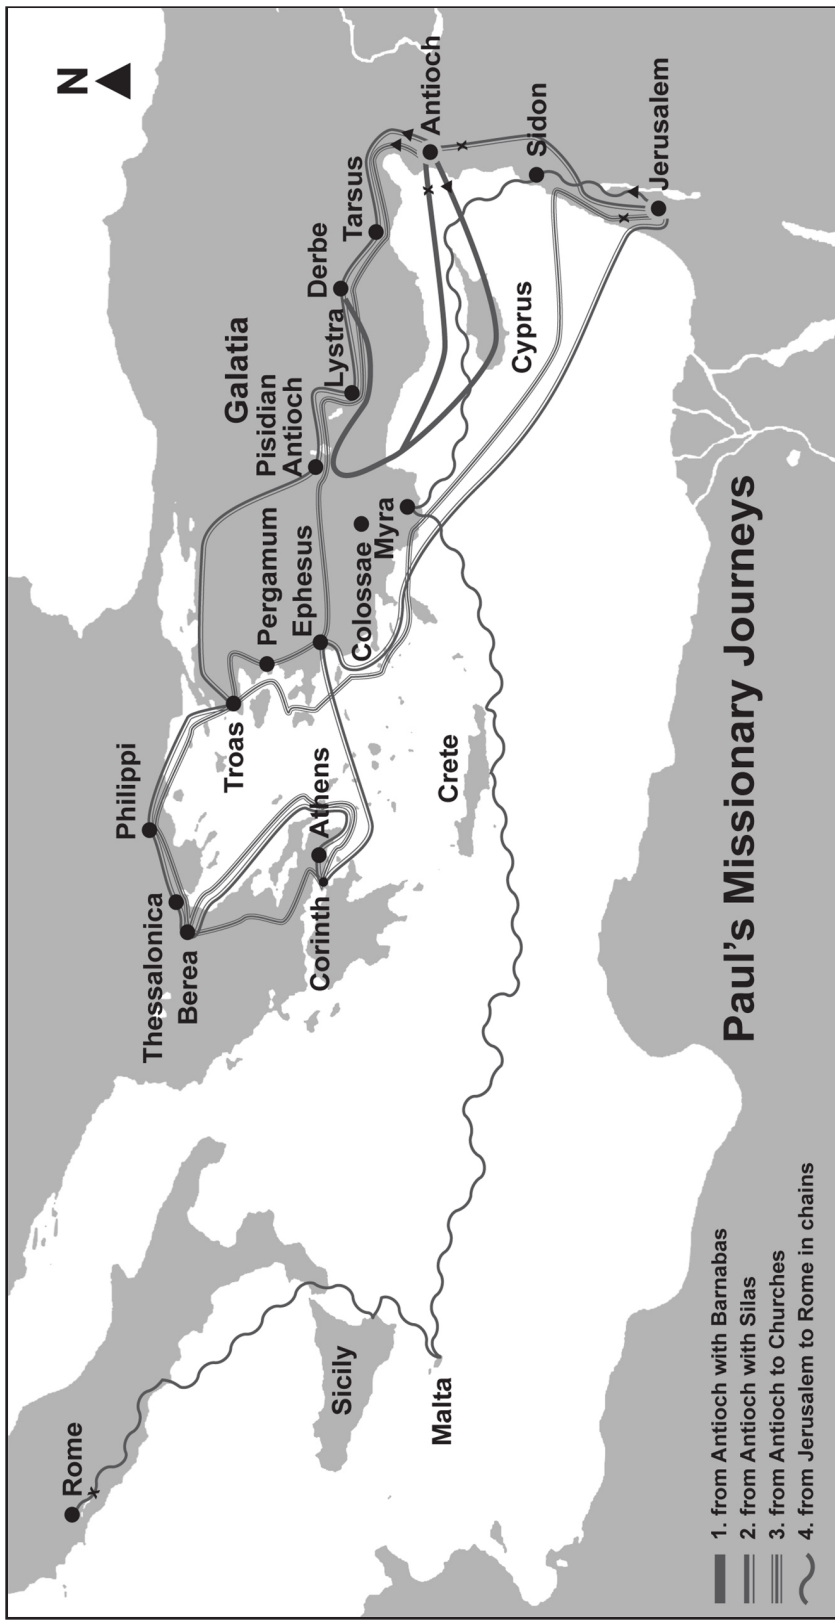 N
Rome
Sicily
Malta
Thessalonica
Berea
Philippi
Corinth
Athens
Troas
Crete
Pergamum
Ephesus
Colossae
Myra
Galatia
Pisidian
Antioch
Lystra
Derbe
Tarsus
Cyprus
Antioch
Sidon
Jerusalem
Paul's Missionary Journeys
1. from Antioch with Barnabas
2. from Antioch with Silas
3. from Antioch to Churches
4. from Jerusalem to Rome in chains